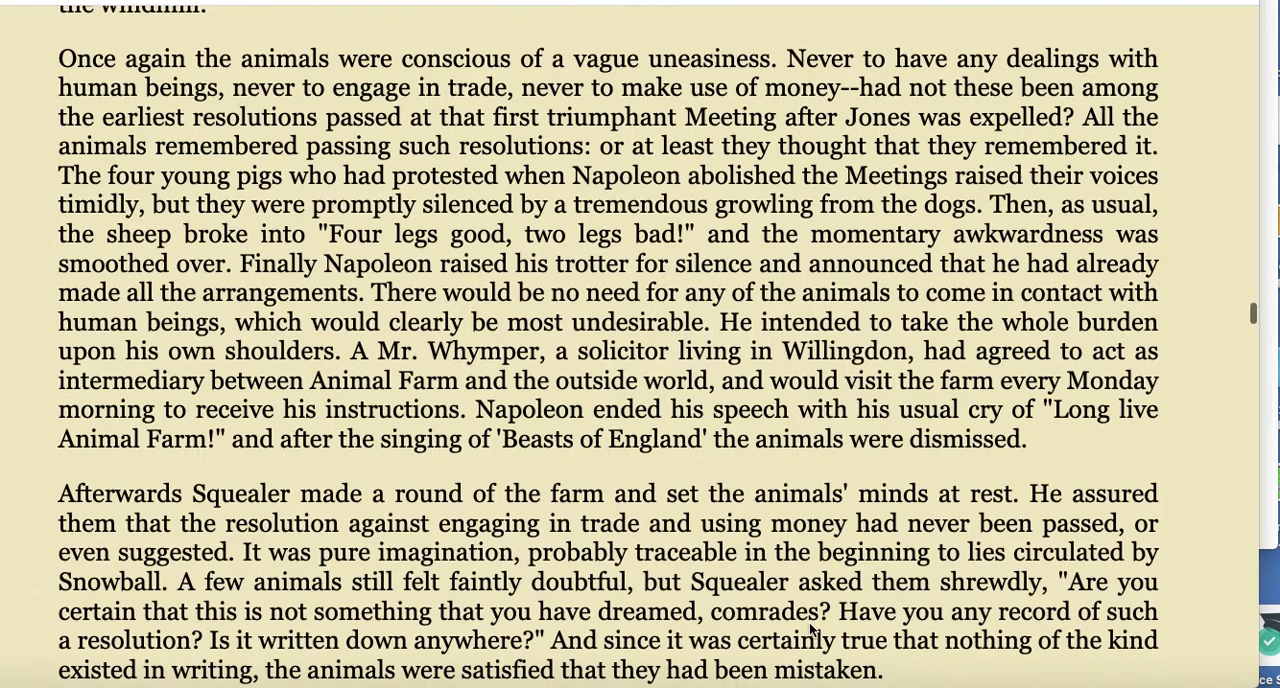 the windmill.
Once again the animals were conscious of a vague uneasiness. Never to have any dealings with
human beings, never to engage in trade, never to make use of money--had not these been among
the earliest resolutions passed at that first triumphant Meeting after Jones was expelled? All the
animals remembered passing such resolutions: or at least they thought that they remembered it.
The four young pigs who had protested when Napoleon abolished the Meetings raised their voices
timidly, but they were promptly silenced by a tremendous growling from the dogs. Then, as usual,
the sheep broke into "Four legs good, two legs bad!" and the momentary awkwardness was
smoothed over. Finally Napoleon raised his trotter for silence and announced that he had already
made all the arrangements. There would be no need for any of the animals to come in contact with
human beings, which would clearly be most undesirable. He intended to take the whole burden
upon his own shoulders. A Mr. Whymper, a solicitor living in Willingdon, had agreed to act as
intermediary between Animal Farm and the outside world, and would visit the farm every Monday
morning to receive his instructions. Napoleon ended his speech with his usual cry of "Long live
Animal Farm!" and after the singing of 'Beasts of England' the animals were dismissed.
Afterwards Squealer made a round of the farm and set the animals' minds at rest. He assured
them that the resolution against engaging in trade and using money had never been passed, or
even suggested. It was pure imagination, probably traceable in the beginning to lies circulated by
Snowball. A few animals still felt faintly doubtful, but Squealer asked them shrewdly, "Are you
certain that this is not something that you have dreamed, comrades? Have you any record of such
a resolution? Is it written down anywhere?" And since it was certainly true that nothing of the kind
existed in writing, the animals were satisfied that they had been mistaken.